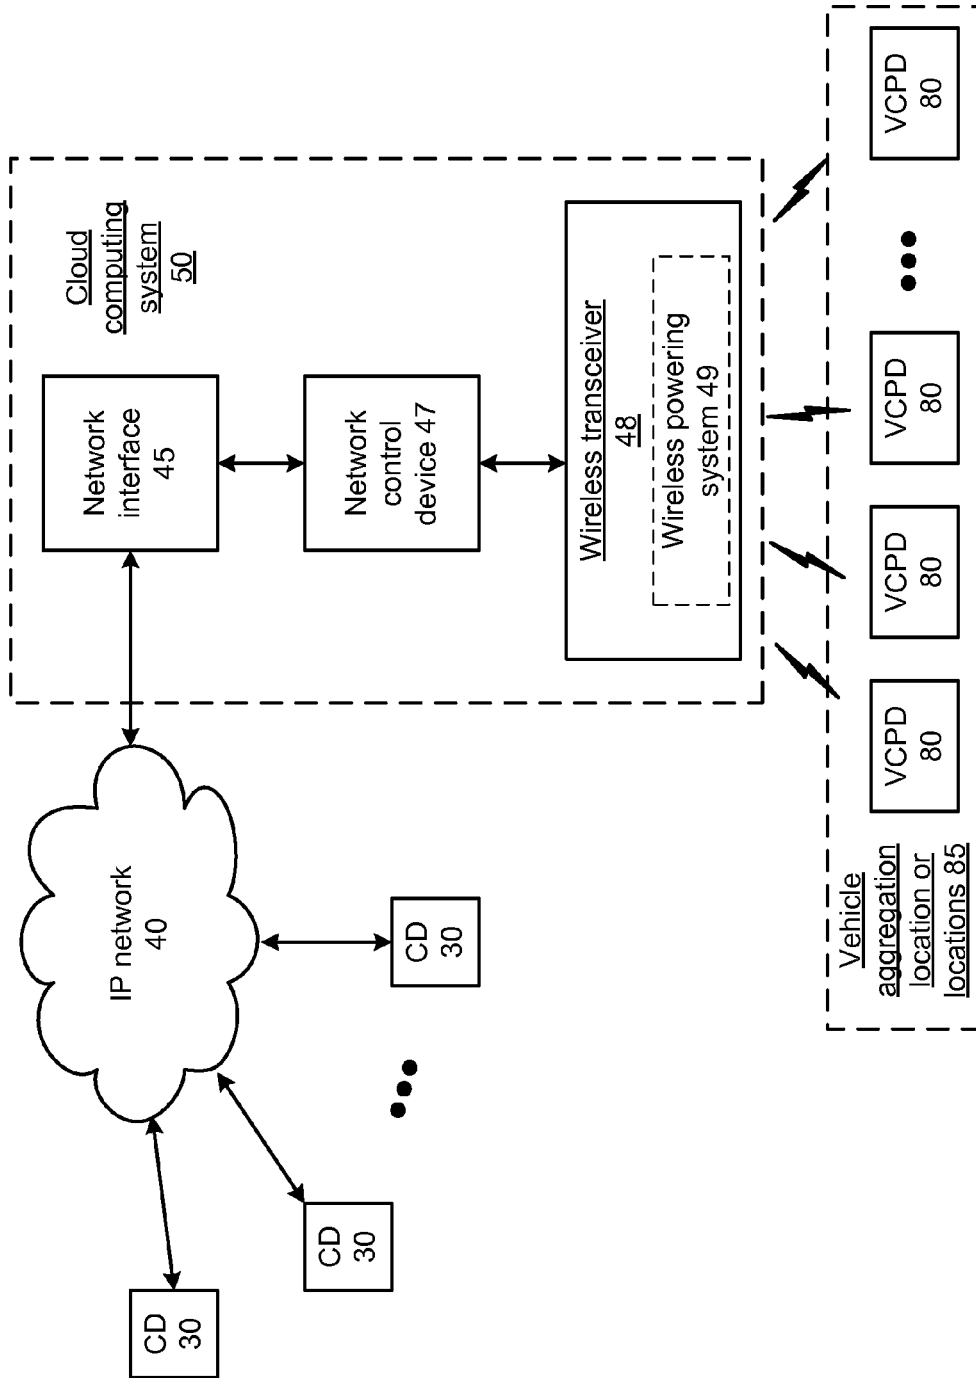 CD
30
CD
30
CD
30
IP network
40
Network
interface
45
Network
control
device 47
Cloud
computing
system
50
Wireless transceiver
48
Wireless powering
system 49
Vehicle
aggregation
location or
locations 85
VCPD
80
VCPD
80
VCPD
80
VCPD
80